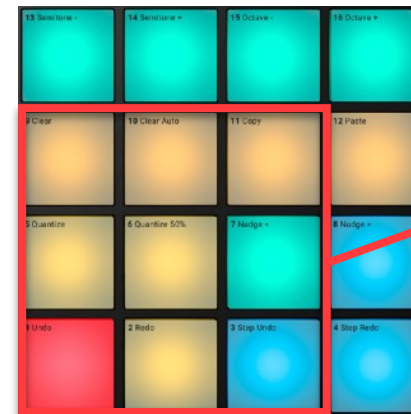 13 Semitone -
14 Semitone +
15 Octave -
16 Octave +
9 Clear
10 Clear Auto
11 Copy
12 Paste
5 Quantize
6 Quantize 50%
7 Nudge <
8 Nudge >
1 Undo
2 Redo
3 Step Undo
4 Step Redo